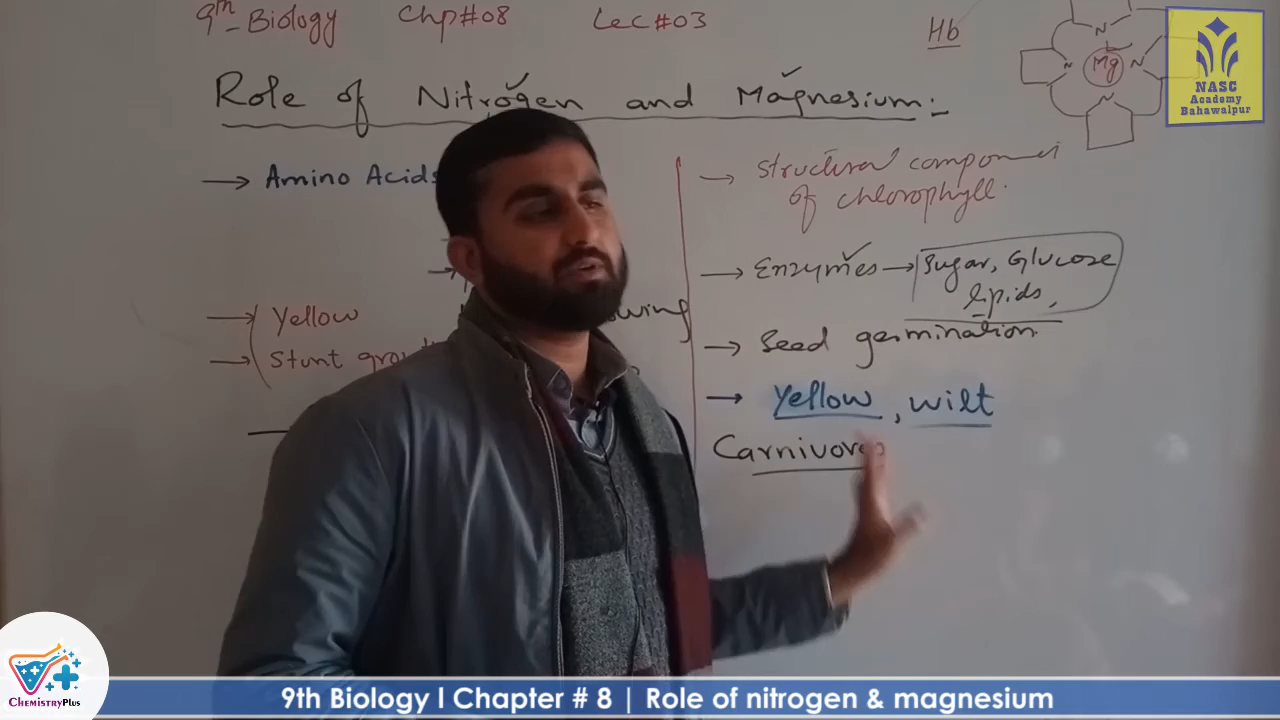 9th Biology Chp#08 Lec#03
Hb
Mg
N
N
N
N
NASC
Academy
Bahawalpur
Role of Nitrogen and Magnesium:-
→ Amino Acids
→ Yellow
→ Stunt
→ Structural component
of chlorophyll.
→ Enzymes → Sugar, Glucose
lipids,
→ Seed germination.
→ Yellow, wilt
Carnivores
ChemistryPlus
9th Biology l Chapter # 8 | Role of nitrogen & magnesium